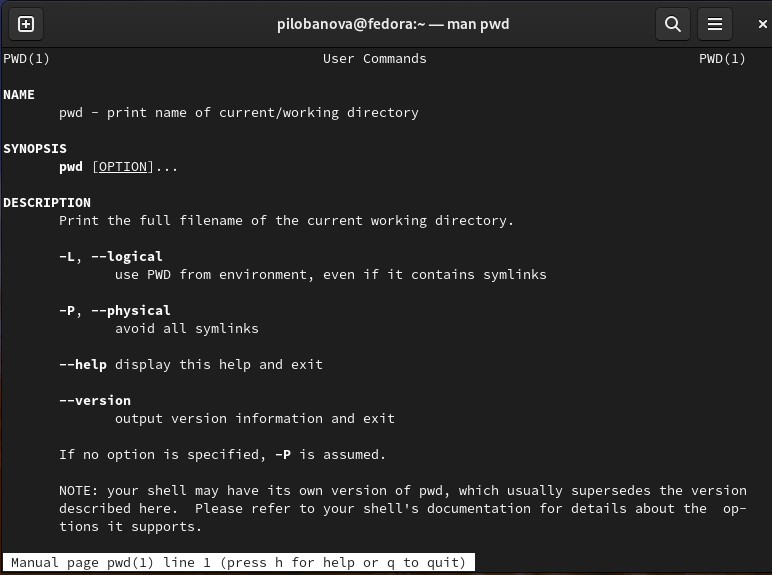 pilobanova@fedora:~ — man pwd
PWD(1) User Commands PWD(1)
NAME
pwd - print name of current/working directory
SYNOPSIS
pwd [OPTION]...
DESCRIPTION
Print the full filename of the current working directory.
-L, --logical
use PWD from environment, even if it contains symlinks
-P, --physical
avoid all symlinks
--help display this help and exit
--version
output version information and exit
If no option is specified, -P is assumed.
NOTE: your shell may have its own version of pwd, which usually supersedes the version
described here.  Please refer to your shell's documentation for details about the  op-
tions it supports.
Manual page pwd(1) line 1 (press h for help or q to quit)